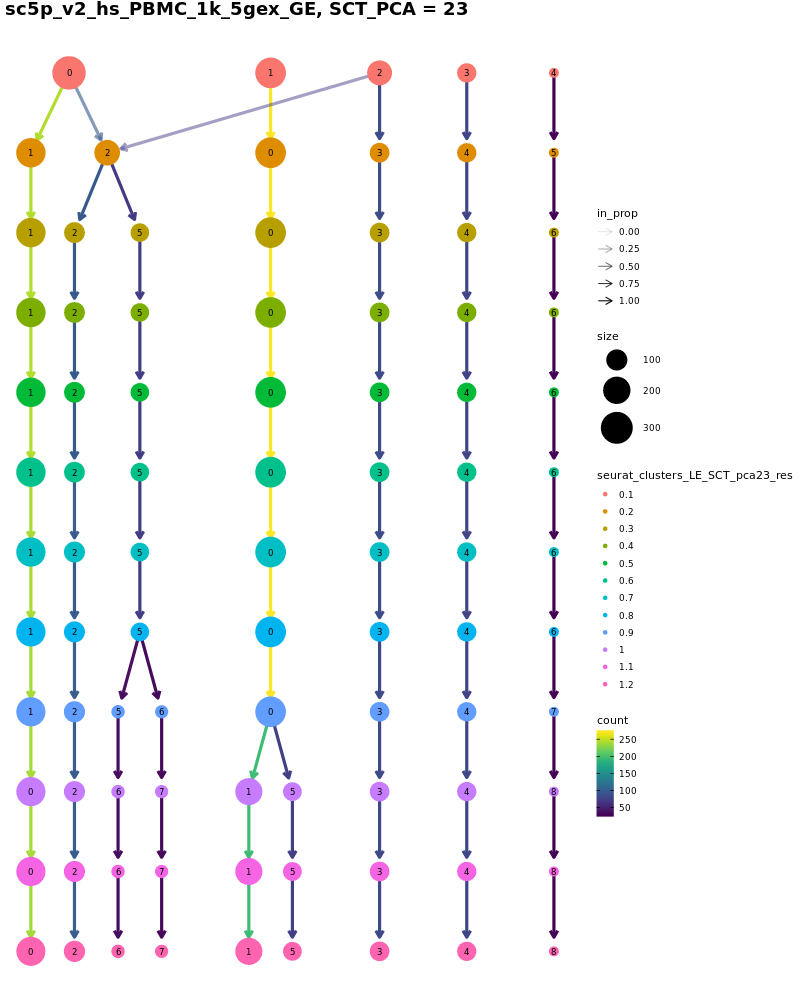 sc5p_v2_hs_PBMC_1k_5gex_GE, SCT_PCA = 23
0 1 2 3 4
1 2 0 3 4 5
1 2 5 0 3 4 6
1 2 5 0 3 4 6
1 2 5 0 3 4 6
1 2 5 0 3 4 6
1 2 5 0 3 4 6
1 2 5 0 3 4 6
1 2 5 6 0 3 4 7
0 2 6 7 1 5 3 4 8
0 2 6 7 1 5 3 4 8
0 2 6 7 1 5 3 4 8
in_prop
0.00
0.25
0.50
0.75
1.00
size
100
200
300
seurat_clusters_LE_SCT_pca23_res
0.1
0.2
0.3
0.4
0.5
0.6
0.7
0.8
0.9
1
1.1
1.2
count
250
200
150
100
50